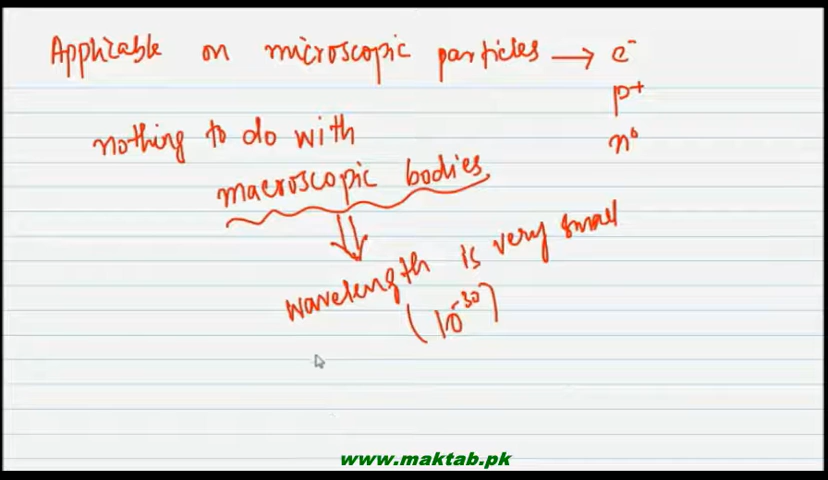 Applicable on microscopic particles → e⁻
p⁺
nothing to do with
n⁰
macroscopic bodies
⇓
wavelength is very small
(10⁻³⁰)
www.maktab.pk